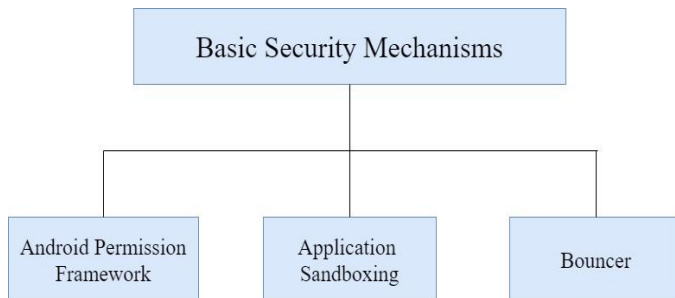 Basic Security Mechanisms
Android Permission
Framework
Application
Sandboxing
Bouncer